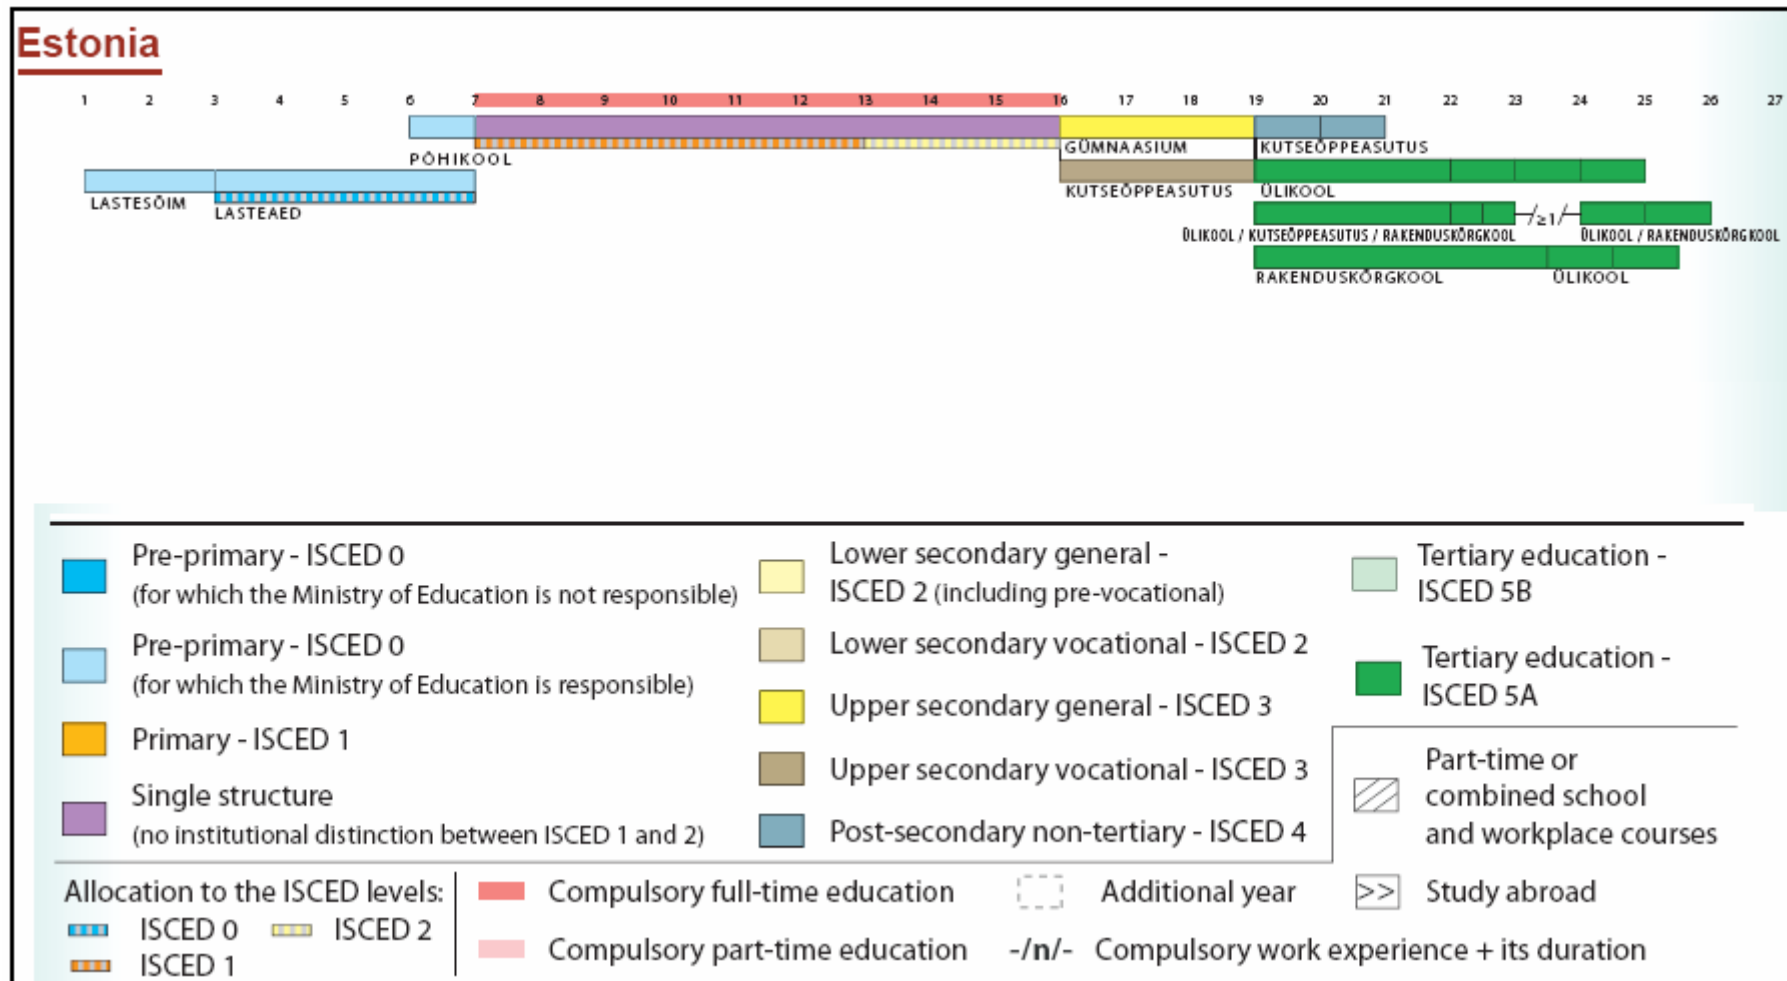 Estonia
1 2 3 4 5 6 7 8 9 10 11 12 13 14 15 16 17 18 19 20 21 22 23 24 25 26 27
PÕHIKOOL
GÜMNAASIUM
KUTSEÕPPEASUTUS
LASTESÕIM
LASTEAED
KUTSEÕPPEASUTUS
ÜLIKOOL
-/≥1/-
ÜLIKOOL / KUTSEÕPPEASUTUS / RAKENDUSKÕRGKOOL
ÜLIKOOL / RAKENDUSKÕRGKOOL
RAKENDUSKÕRGKOOL
ÜLIKOOL
Pre-primary - ISCED 0
(for which the Ministry of Education is not responsible)
Pre-primary - ISCED 0
(for which the Ministry of Education is responsible)
Primary - ISCED 1
Single structure
(no institutional distinction between ISCED 1 and 2)
Lower secondary general -
ISCED 2 (including pre-vocational)
Lower secondary vocational - ISCED 2
Upper secondary general - ISCED 3
Upper secondary vocational - ISCED 3
Post-secondary non-tertiary - ISCED 4
Tertiary education -
ISCED 5B
Tertiary education -
ISCED 5A
Part-time or
combined school
and workplace courses
Allocation to the ISCED levels:
ISCED 0
ISCED 2
ISCED 1
Compulsory full-time education
Additional year
>> Study abroad
Compulsory part-time education
-/n/- Compulsory work experience + its duration